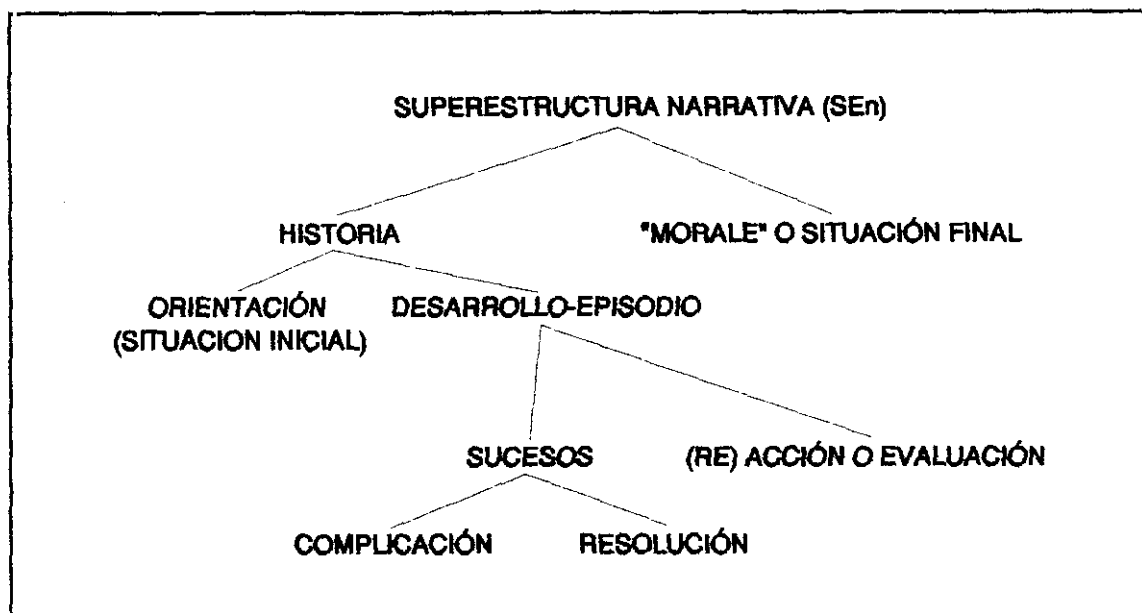 SUPERESTRUCTURA NARRATIVA (SEn)
HISTORIA
"MORALE" O SITUACIÓN FINAL
ORIENTACIÓN
(SITUACION INICIAL)
DESARROLLO-EPISODIO
SUCESOS
(RE) ACCIÓN O EVALUACIÓN
COMPLICACIÓN
RESOLUCIÓN